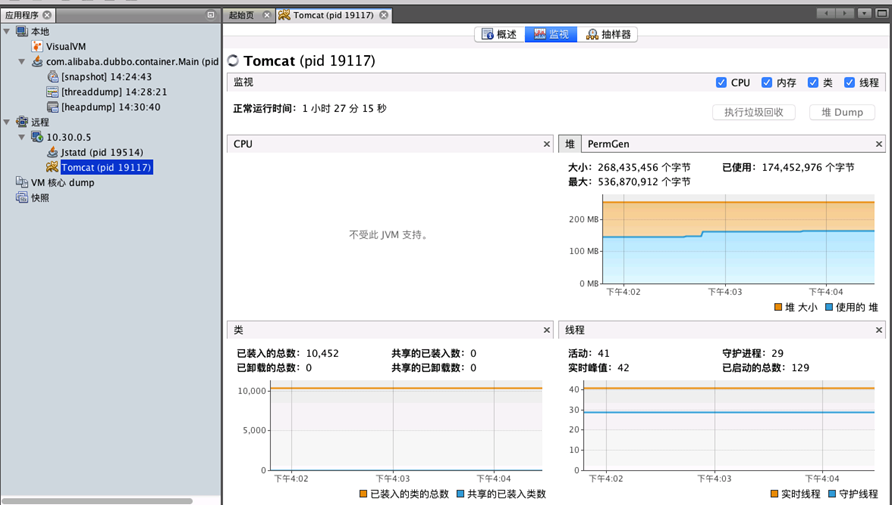 应用程序
本地
VisualVM
com.alibaba.dubbo.container.Main (pid
[snapshot] 14:24:43
[threaddump] 14:28:21
[heapdump] 14:30:40
远程
10.30.0.5
Jstatd (pid 19514)
Tomcat (pid 19117)
VM 核心 dump
快照
起始页
Tomcat (pid 19117)
概述 监视 抽样器
Tomcat (pid 19117)
监视
CPU 内存 类 线程
正常运行时间: 1 小时 27 分 15 秒
执行垃圾回收 堆 Dump
CPU
不受此 JVM 支持。
堆 PermGen
大小: 268,435,456 个字节 已使用: 174,452,976 个字节
最大: 536,870,912 个字节
200 MB
100 MB
0 MB
下午4:02 下午4:03 下午4:04
堆 大小 使用的 堆
类
已装入的总数: 10,452 共享的已装入数: 0
已卸载的总数: 0 共享的已卸载数: 0
10,000
5,000
0
下午4:02 下午4:03 下午4:04
已装入的类的总数 共享的已装入类数
线程
活动: 41 守护进程: 29
实时峰值: 42 已启动的总数: 129
40
30
20
10
0
下午4:02 下午4:03 下午4:04
实时线程 守护线程